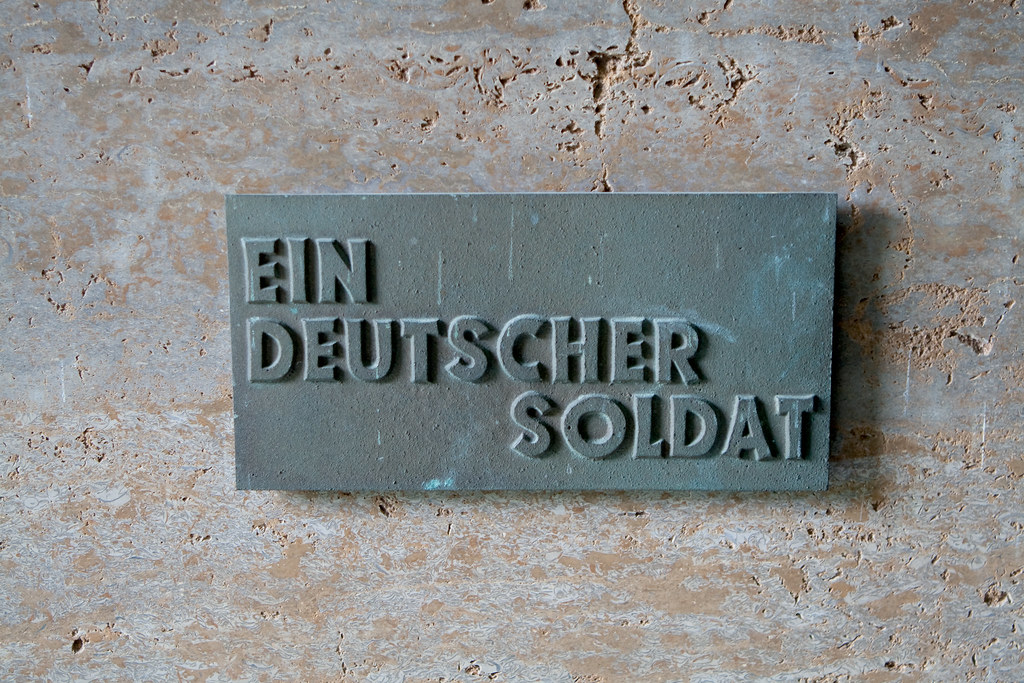 EIN
DEUTSCHER
SOLDAT